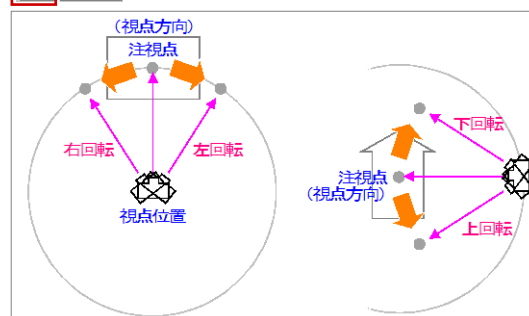 (視点方向)
注視点
右回転
左回転
視点位置
下回転
注視点
(視点方向)
上回転